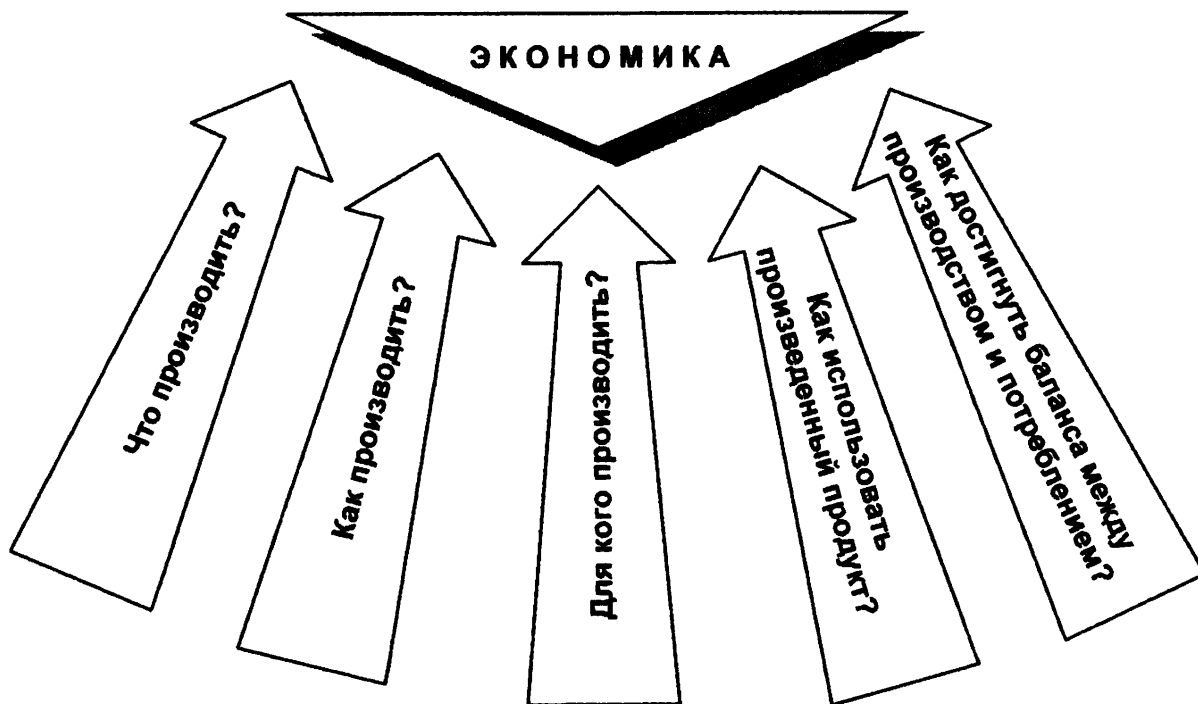 ЭКОНОМИКА
Что производить?
Как производить?
Для кого производить?
Как использовать
произведенный продукт?
Как достигнуть баланса между
производством и потреблением?